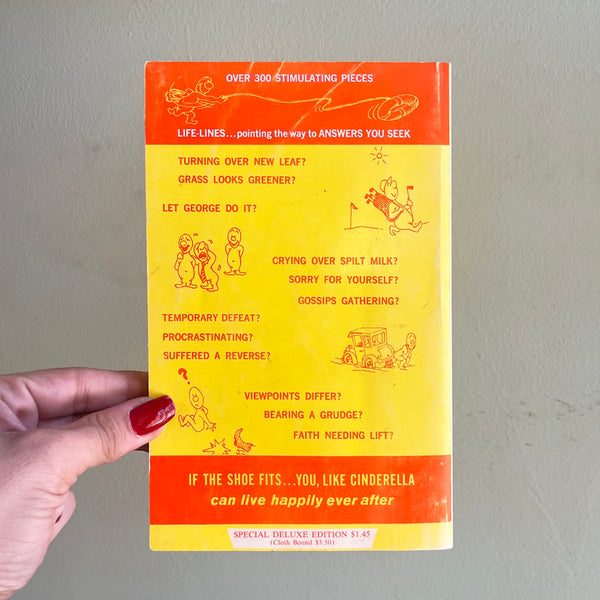 OVER 300 STIMULATING PIECES
LIFE-LINES...pointing the way to ANSWERS YOU SEEK
TURNING OVER NEW LEAF?
GRASS LOOKS GREENER?
LET GEORGE DO IT?
CRYING OVER SPILT MILK?
SORRY FOR YOURSELF?
GOSSIPS GATHERING?
TEMPORARY DEFEAT?
PROCRASTINATING?
SUFFERED A REVERSE?
?
VIEWPOINTS DIFFER?
BEARING A GRUDGE?
FAITH NEEDING LIFT?
IF THE SHOE FITS...YOU, LIKE CINDERELLA
can live happily ever after
SPECIAL DELUXE EDITION $1.45
(Cloth Bound $3.50)